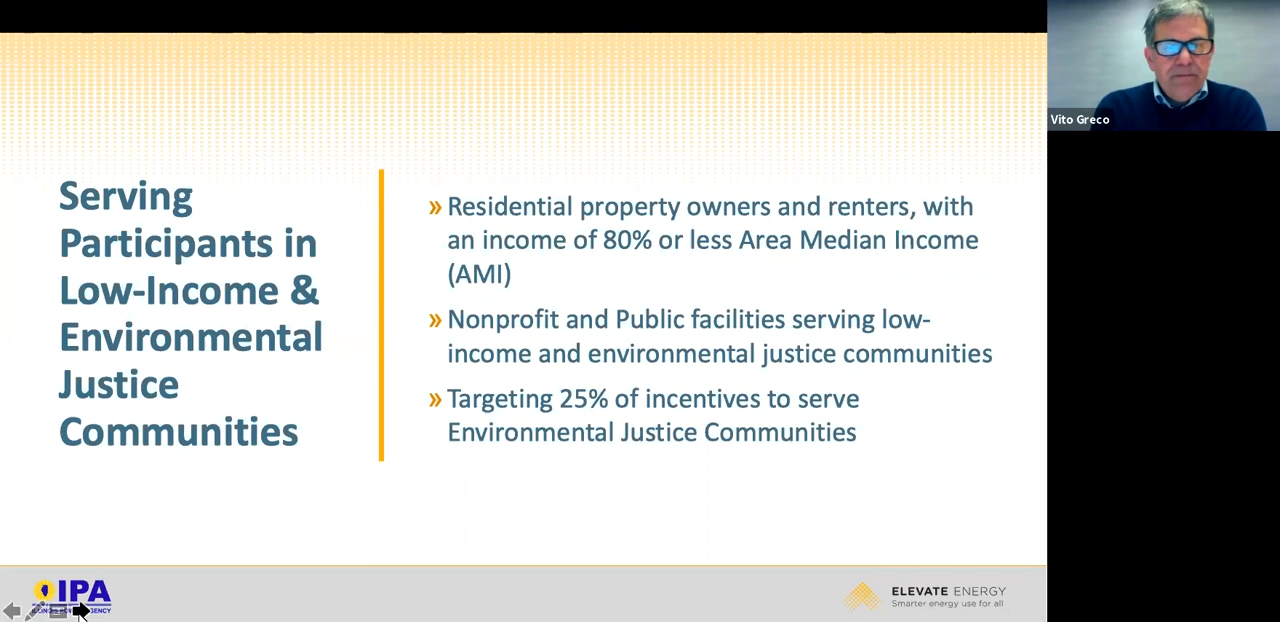 Vito Greco
Serving
Participants in
Low-Income &
Environmental
Justice
Communities
» Residential property owners and renters, with
an income of 80% or less Area Median Income
(AMI)
» Nonprofit and Public facilities serving low-
income and environmental justice communities
» Targeting 25% of incentives to serve
Environmental Justice Communities
IPA
ELEVATE ENERGY
Smarter energy use for all